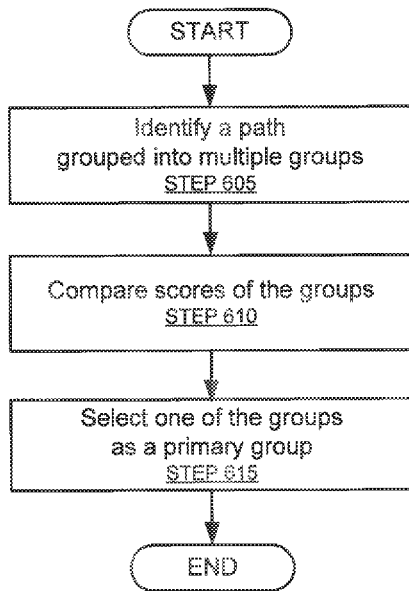 START
Identify a path
grouped into multiple groups
STEP 605
Compare scores of the groups
STEP 610
Select one of the groups
as a primary group
STEP 615
END